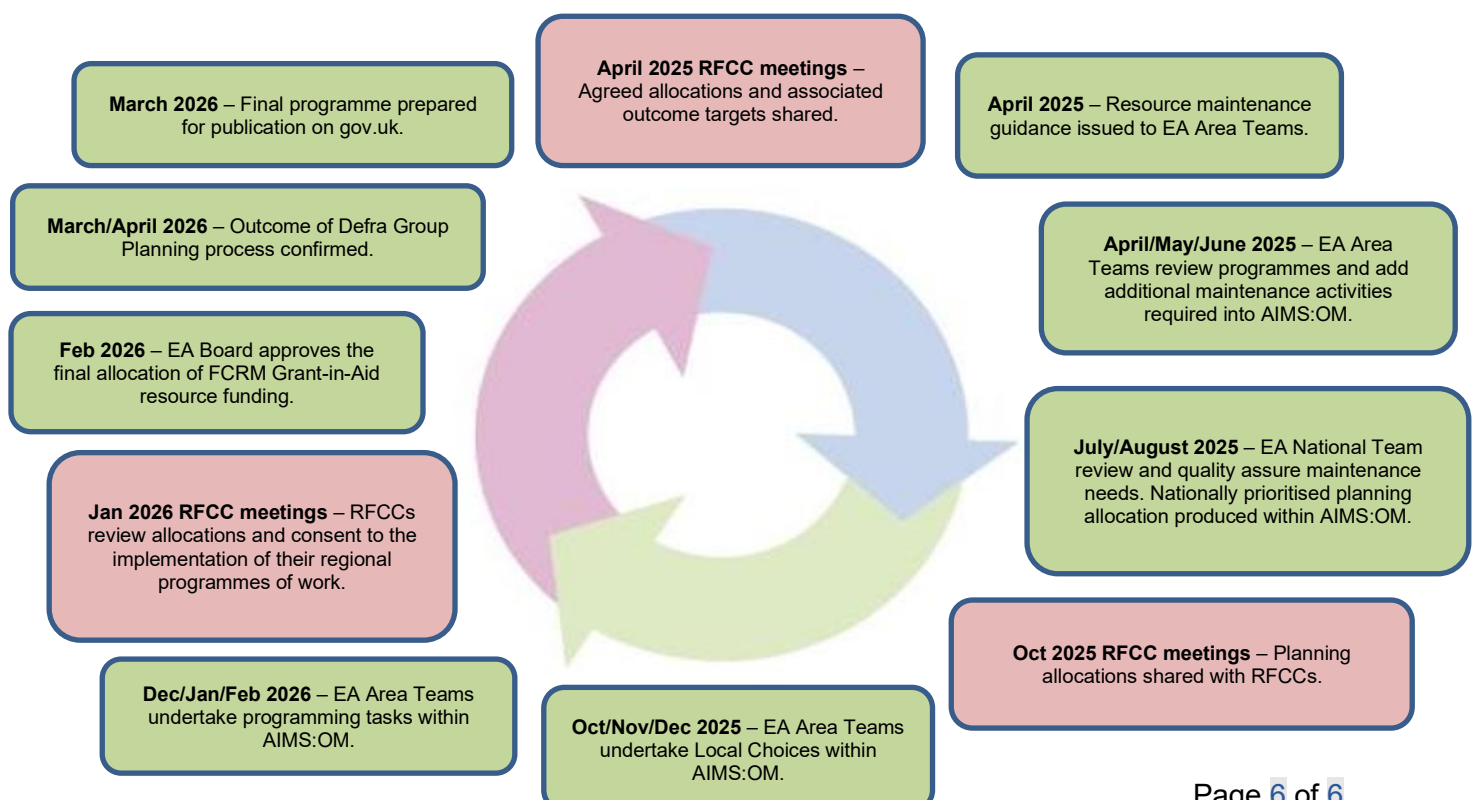 April 2025 RFCC meetings –
Agreed allocations and associated
outcome targets shared.
April 2025 – Resource maintenance
guidance issued to EA Area Teams.
April/May/June 2025 – EA Area
Teams review programmes and add
additional maintenance activities
required into AIMS:OM.
July/August 2025 – EA National Team
review and quality assure maintenance
needs. Nationally prioritised planning
allocation produced within AIMS:OM.
Oct 2025 RFCC meetings – Planning
allocations shared with RFCCs.
Oct/Nov/Dec 2025 – EA Area Teams
undertake Local Choices within
AIMS:OM.
Dec/Jan/Feb 2026 – EA Area Teams
undertake programming tasks within
AIMS:OM.
Jan 2026 RFCC meetings – RFCCs
review allocations and consent to the
implementation of their regional
programmes of work.
Feb 2026 – EA Board approves the
final allocation of FCRM Grant-in-Aid
resource funding.
March/April 2026 – Outcome of Defra Group
Planning process confirmed.
March 2026 – Final programme prepared
for publication on gov.uk.
Page 6 of 6